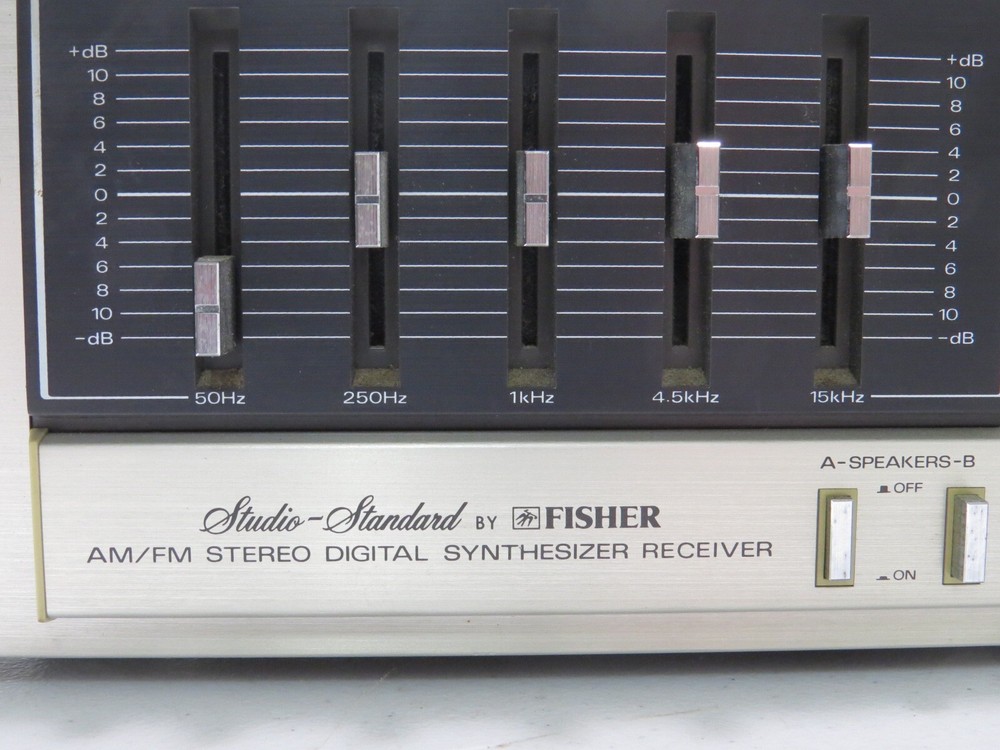 +dB +dB
10 10
8 8
6 6
4 4
2 2
0 0
2 2
4 4
6 6
8 8
10 10
-dB -dB
50Hz 250Hz 1kHz 4.5kHz 15kHz
A-SPEAKERS-B
OFF
Studio-Standard BY FISHER
AM/FM STEREO DIGITAL SYNTHESIZER RECEIVER
ON